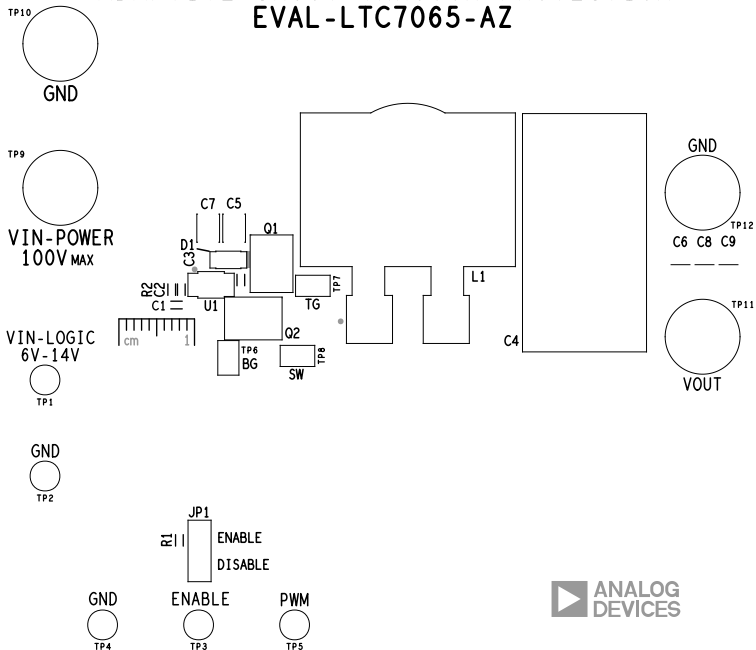 EVAL-LTC7065-AZ
TP10
GND
TP9
VIN-POWER
100V MAX
C7
C5
Q1
D1
C3
R2
C2
C1
U1
TP7
TG
L1
Q2
C4
cm
1
TP6
BG
TP8
SW
VIN-LOGIC
6V-14V
TP1
GND
TP2
GND
TP12
C6 C8 C9
TP11
VOUT
JP1
R1
ENABLE
DISABLE
GND
TP4
ENABLE
TP3
PWM
TP5
ANALOG
DEVICES